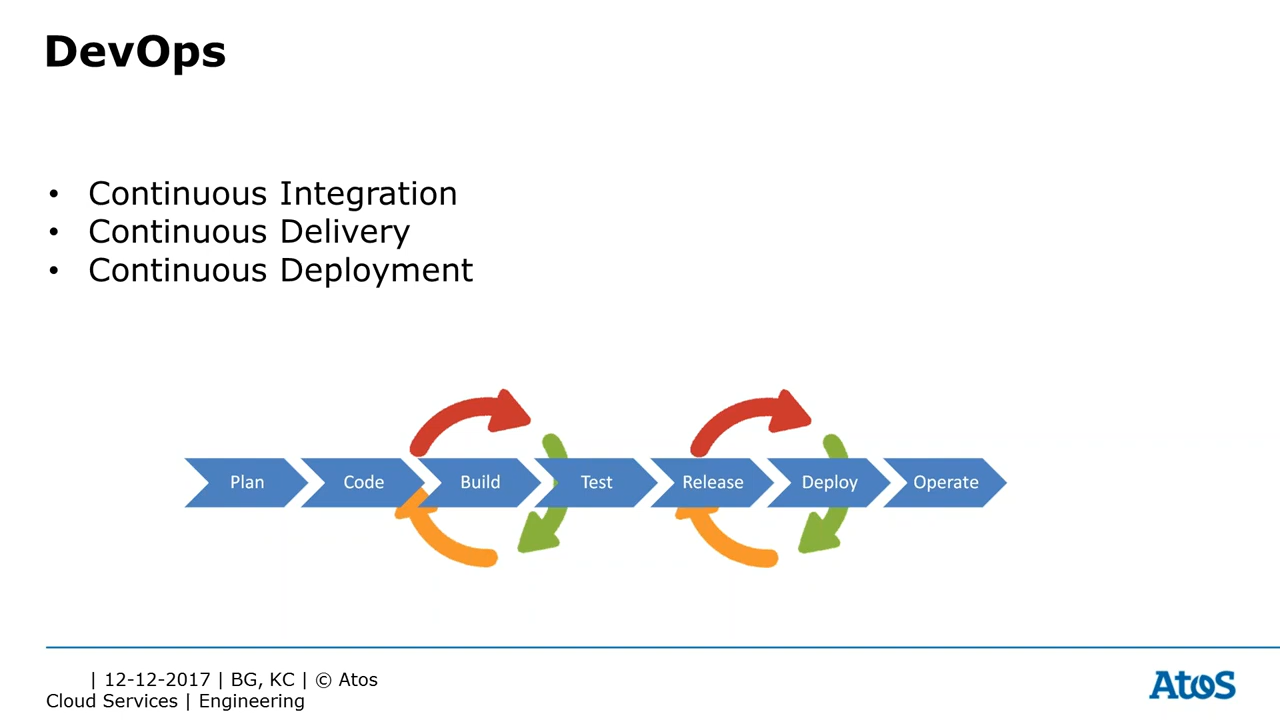 DevOps
• Continuous Integration
• Continuous Delivery
• Continuous Deployment
Plan Code Build Test Release Deploy Operate
| 12-12-2017 | BG, KC | © Atos
Cloud Services | Engineering
Atos